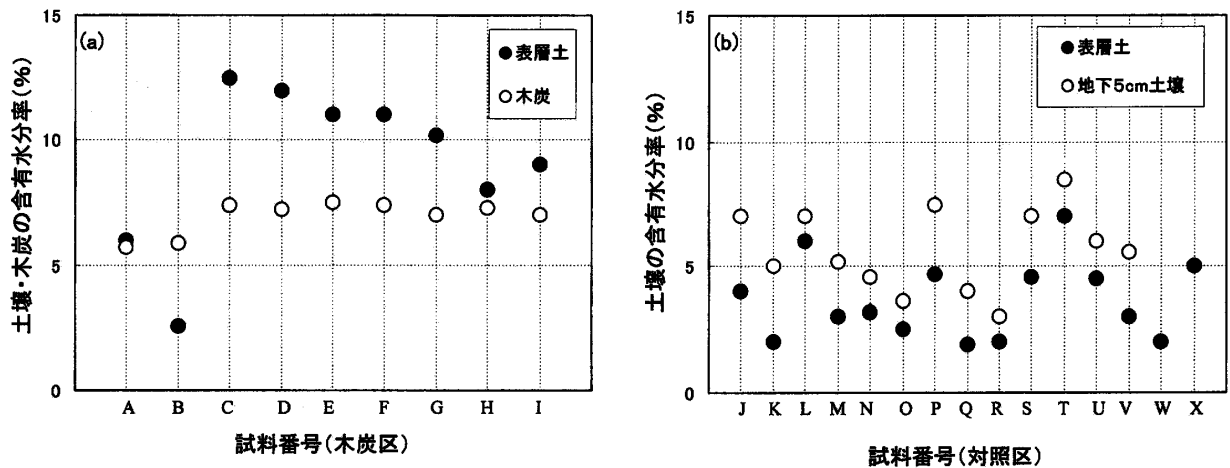 (a)
●表層土
○木炭
15
10
5
0
土壌・木炭の含有水分率(%)
A B C D E F G H I
試料番号(木炭区)
(b)
●表層土
○地下5cm土壌
15
10
5
0
土壌の含有水分率(%)
J K L M N O P Q R S T U V W X
試料番号(対照区)